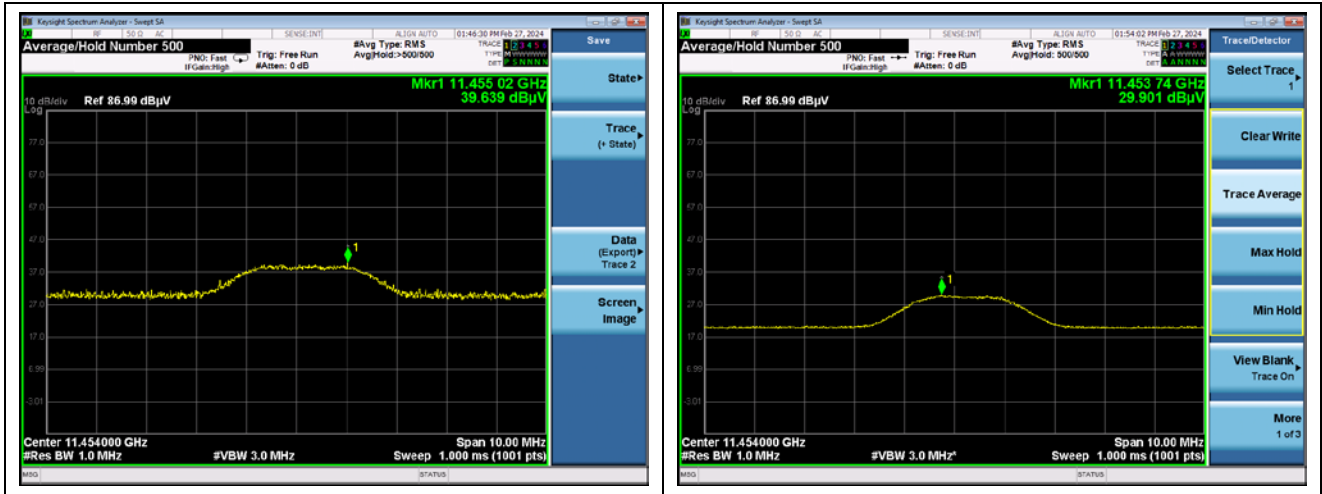 Keysight Spectrum Analyzer - Swept SA
RF 50 Ω AC SENSE:INT ALIGN AUTO 01:46:30 PM Feb 27, 2024
Average/Hold Number 500
PNO: Fast
IFGain:High
Trig: Free Run
#Atten: 0 dB
#Avg Type: RMS
Avg|Hold:>500/500
TRACE 1 2 3 4 5 6
TYPE M WWWWW
DET P S N N N N
Mkr1 11.455 02 GHz
39.639 dBµV
10 dB/div Ref 86.99 dBµV
Log
77.0
67.0
57.0
47.0
37.0
27.0
17.0
6.99
-3.01
1
Center 11.454000 GHz Span 10.00 MHz
#Res BW 1.0 MHz #VBW 3.0 MHz Sweep 1.000 ms (1001 pts)
MSG STATUS
Save
State
Trace
(+ State)
Data
(Export)
Trace 2
Screen
Image
Keysight Spectrum Analyzer - Swept SA
RF 50 Ω AC SENSE:INT ALIGN AUTO 01:54:02 PM Feb 27, 2024
Average/Hold Number 500
PNO: Fast
IFGain:High
Trig: Free Run
#Atten: 0 dB
#Avg Type: RMS
Avg|Hold: 500/500
TRACE 1 2 3 4 5 6
TYPE A A WWWW
DET A A N N N N
Mkr1 11.453 74 GHz
29.901 dBµV
10 dB/div Ref 86.99 dBµV
Log
77.0
67.0
57.0
47.0
37.0
27.0
17.0
6.99
-3.01
1
Center 11.454000 GHz Span 10.00 MHz
#Res BW 1.0 MHz #VBW 3.0 MHz* Sweep 1.000 ms (1001 pts)
MSG STATUS
Trace/Detector
Select Trace
1
Clear Write
Trace Average
Max Hold
Min Hold
View Blank
Trace On
More
1 of 3